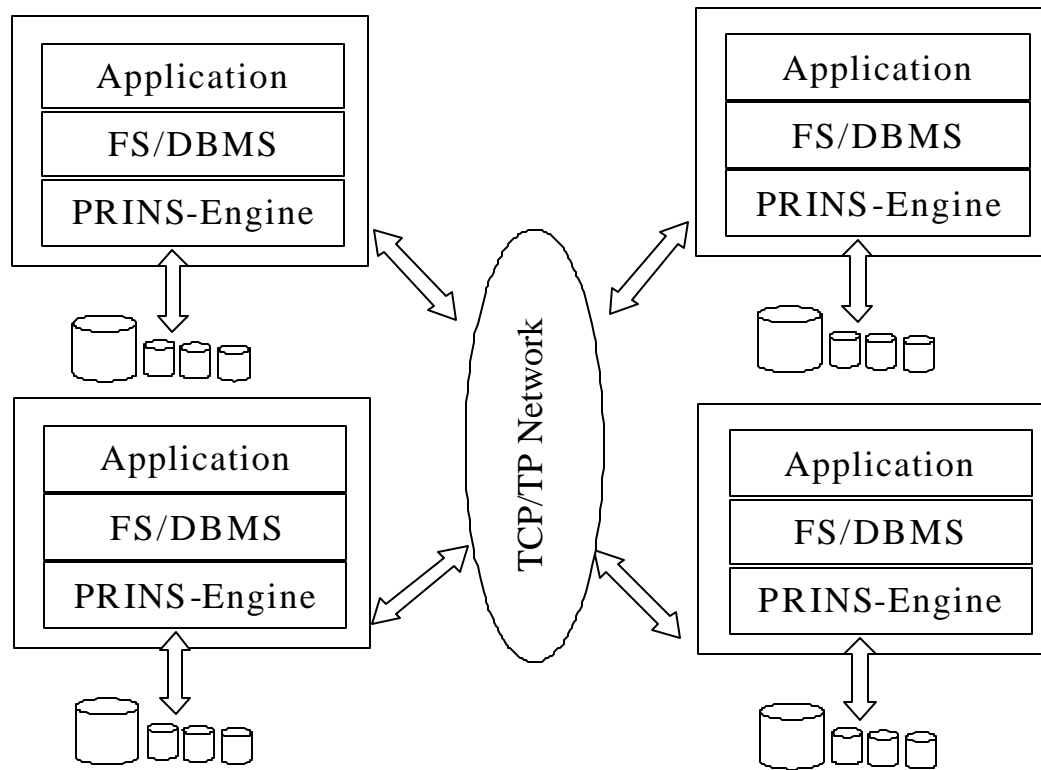 Application
FS/DBMS
PRINS-Engine
Application
FS/DBMS
PRINS-Engine
TCP/TP Network
Application
FS/DBMS
PRINS-Engine
Application
FS/DBMS
PRINS-Engine